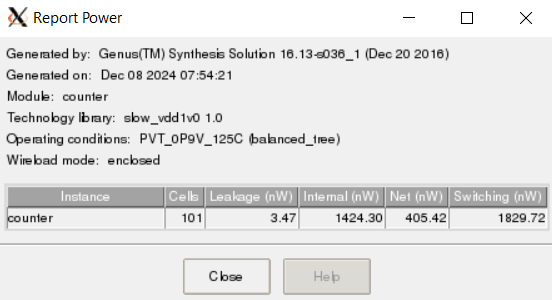 Report Power
Generated by: Genus(TM) Synthesis Solution 16.13-s036_1 (Dec 20 2016)
Generated on: Dec 08 2024 07:54:21
Module: counter
Technology library: slow_vdd1v0 1.0
Operating conditions: PVT_0P9V_125C (balanced_tree)
Wireload mode: enclosed
Instance Cells Leakage (nW) Internal (nW) Net (nW) Switching (nW)
counter 101 3.47 1424.30 405.42 1829.72
Close Help